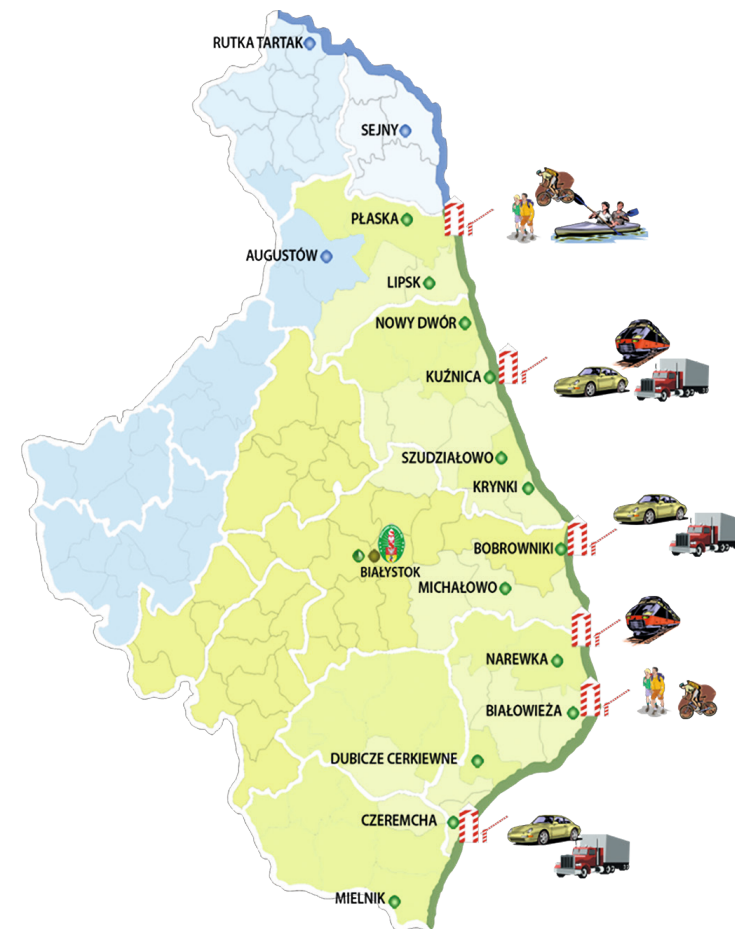 RUTKA TARTAK
SEJNY
PŁASKA
AUGUSTÓW
LIPSK
NOWY DWÓR
KUŹNICA
SZUDZIAŁOWO
KRYNKI
BOBROWNIKI
BIAŁYSTOK
MICHAŁOWO
NAREWKA
BIAŁOWIEŻA
DUBICZE CERKIEWNE
CZEREMCHA
MIELNIK